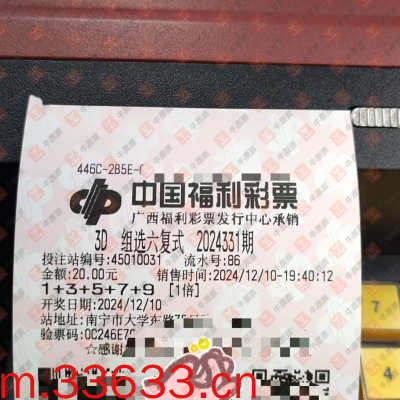 446C-285E-
中国福利彩票
广西福利彩票发行中心承销
3D 组选六复式 2024331期
投注站编号:45010031 流水号:86
金额:20.00元 销售时间:2024/12/10-19:40:12
1+3+5+7+9 [1倍]
开奖日期:2024/12/10
站地址:南宁市大学东路
验票码:0C246E7C
☆感谢
7
4
m.33633.cn